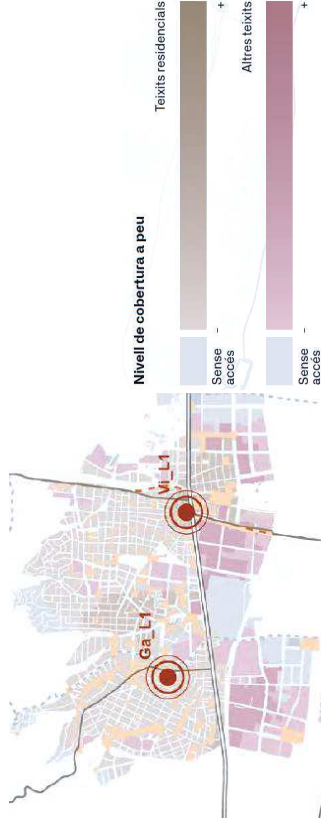 Nivell de cobertura a peu
Teixits residencials
Sense
accés
-
+
Altres teixits
Sense
accés
-
+
Ga_L1
Vi_L1